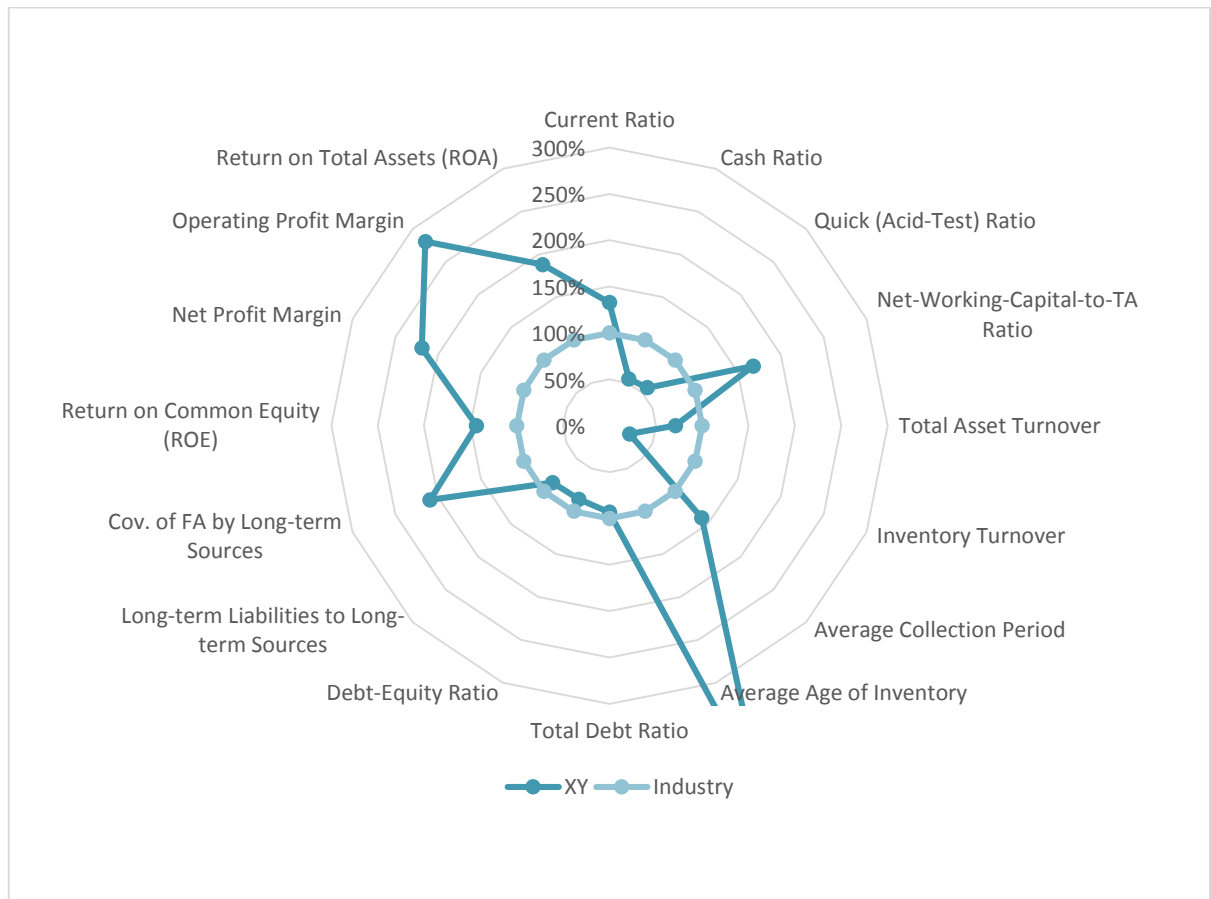 Current Ratio
300%
Return on Total Assets (ROA)
Cash Ratio
250%
Operating Profit Margin
Quick (Acid-Test) Ratio
200%
150%
Net Profit Margin
Net-Working-Capital-to-TA
Ratio
100%
50%
Return on Common Equity
(ROE)
0%
Total Asset Turnover
Cov. of FA by Long-term
Sources
Inventory Turnover
Long-term Liabilities to Long-
term Sources
Average Collection Period
Debt-Equity Ratio
Average Age of Inventory
Total Debt Ratio
XY
Industry